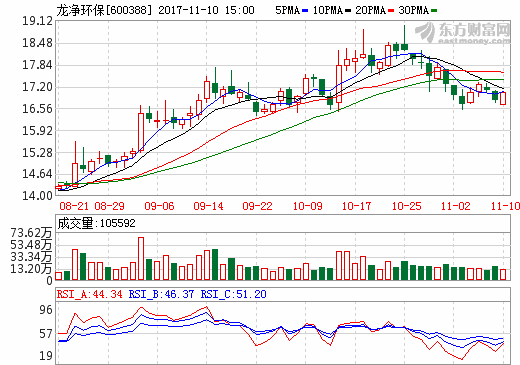 龙净环保[600388] 2017-11-10 15:00 5PMA 10PMA 20PMA 30PMA
19.12
18.48
17.84
17.20
16.56
15.92
15.28
14.64
14.00
东方财富网
eastmoney.com
08-21 08-29 09-06 09-14 09-22 10-09 10-17 10-25 11-02 11-10
成交量:105592
73.62万
53.48万
33.34万
13.20万
0
RSI_A:44.34 RSI_B:46.37 RSI_C:51.20
96
57
19